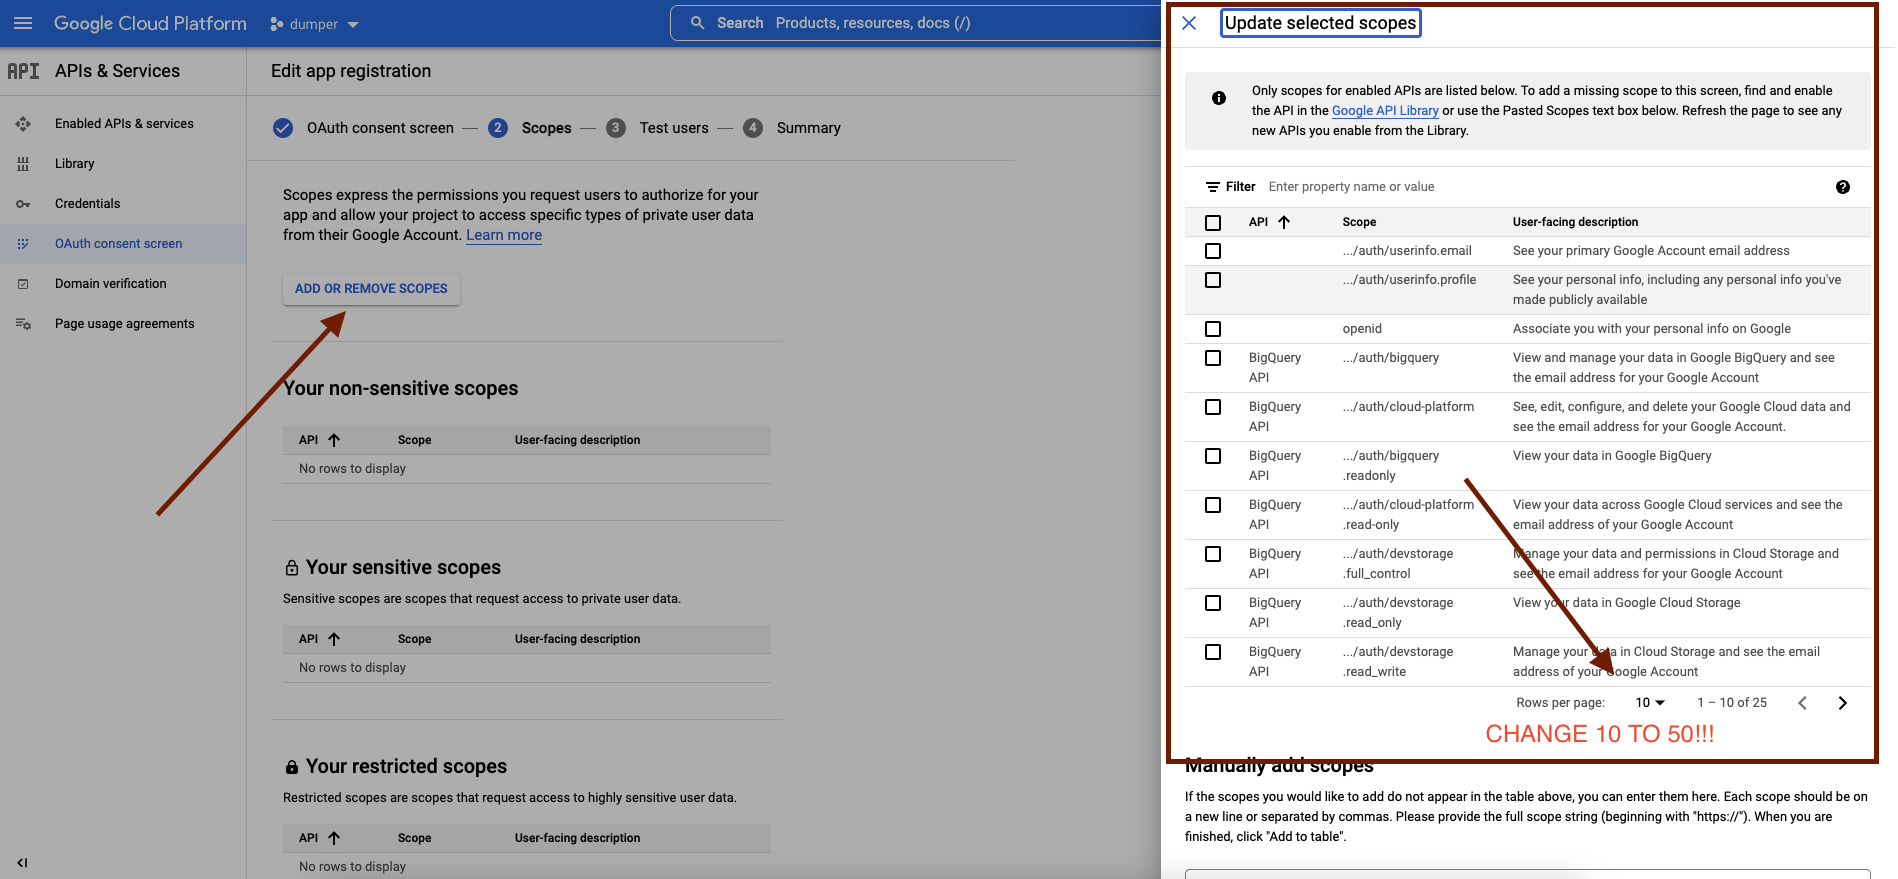 Google Cloud Platform
dumper
Search Products, resources, docs (/)
API APIs & Services
Enabled APIs & services
Library
Credentials
OAuth consent screen
Domain verification
Page usage agreements
Edit app registration
OAuth consent screen — 2 Scopes — 3 Test users — 4 Summary
Scopes express the permissions you request users to authorize for your
app and allow your project to access specific types of private user data
from their Google Account. Learn more
ADD OR REMOVE SCOPES
Your non-sensitive scopes
API Scope User-facing description
No rows to display
Your sensitive scopes
Sensitive scopes are scopes that request access to private user data.
API Scope User-facing description
No rows to display
Your restricted scopes
Restricted scopes are scopes that request access to highly sensitive user data.
API Scope User-facing description
No rows to display
Update selected scopes
Only scopes for enabled APIs are listed below. To add a missing scope to this screen, find and enable
the API in the Google API Library or use the Pasted Scopes text box below. Refresh the page to see any
new APIs you enable from the Library.
Filter Enter property name or value
API Scope User-facing description
.../auth/userinfo.email See your primary Google Account email address
.../auth/userinfo.profile See your personal info, including any personal info you've
made publicly available
openid Associate you with your personal info on Google
BigQuery .../auth/bigquery View and manage your data in Google BigQuery and see
API the email address for your Google Account
BigQuery .../auth/cloud-platform See, edit, configure, and delete your Google Cloud data and
API see the email address for your Google Account.
BigQuery .../auth/bigquery View your data in Google BigQuery
API .readonly
BigQuery .../auth/cloud-platform View your data across Google Cloud services and see the
API .read-only email address of your Google Account
BigQuery .../auth/devstorage Manage your data and permissions in Cloud Storage and
API .full_control see the email address for your Google Account
BigQuery .../auth/devstorage View your data in Google Cloud Storage
API .read_only
BigQuery .../auth/devstorage Manage your data in Cloud Storage and see the email
API .read_write address of your Google Account
Rows per page: 10 1 – 10 of 25
CHANGE 10 TO 50!!!
Manually add scopes
If the scopes you would like to add do not appear in the table above, you can enter them here. Each scope should be on
a new line or separated by commas. Please provide the full scope string (beginning with "https://"). When you are
finished, click "Add to table".